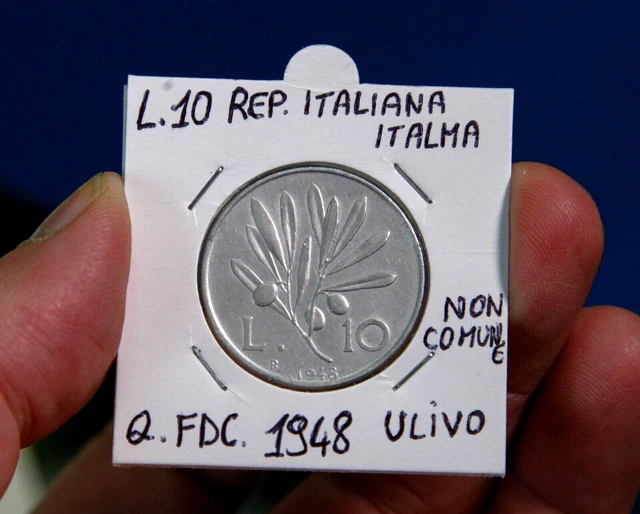 L.10 REP. ITALIANA
ITALMA
L. 10
R
1948
NON
COMUNE
Q. FDC. 1948 ULIVO